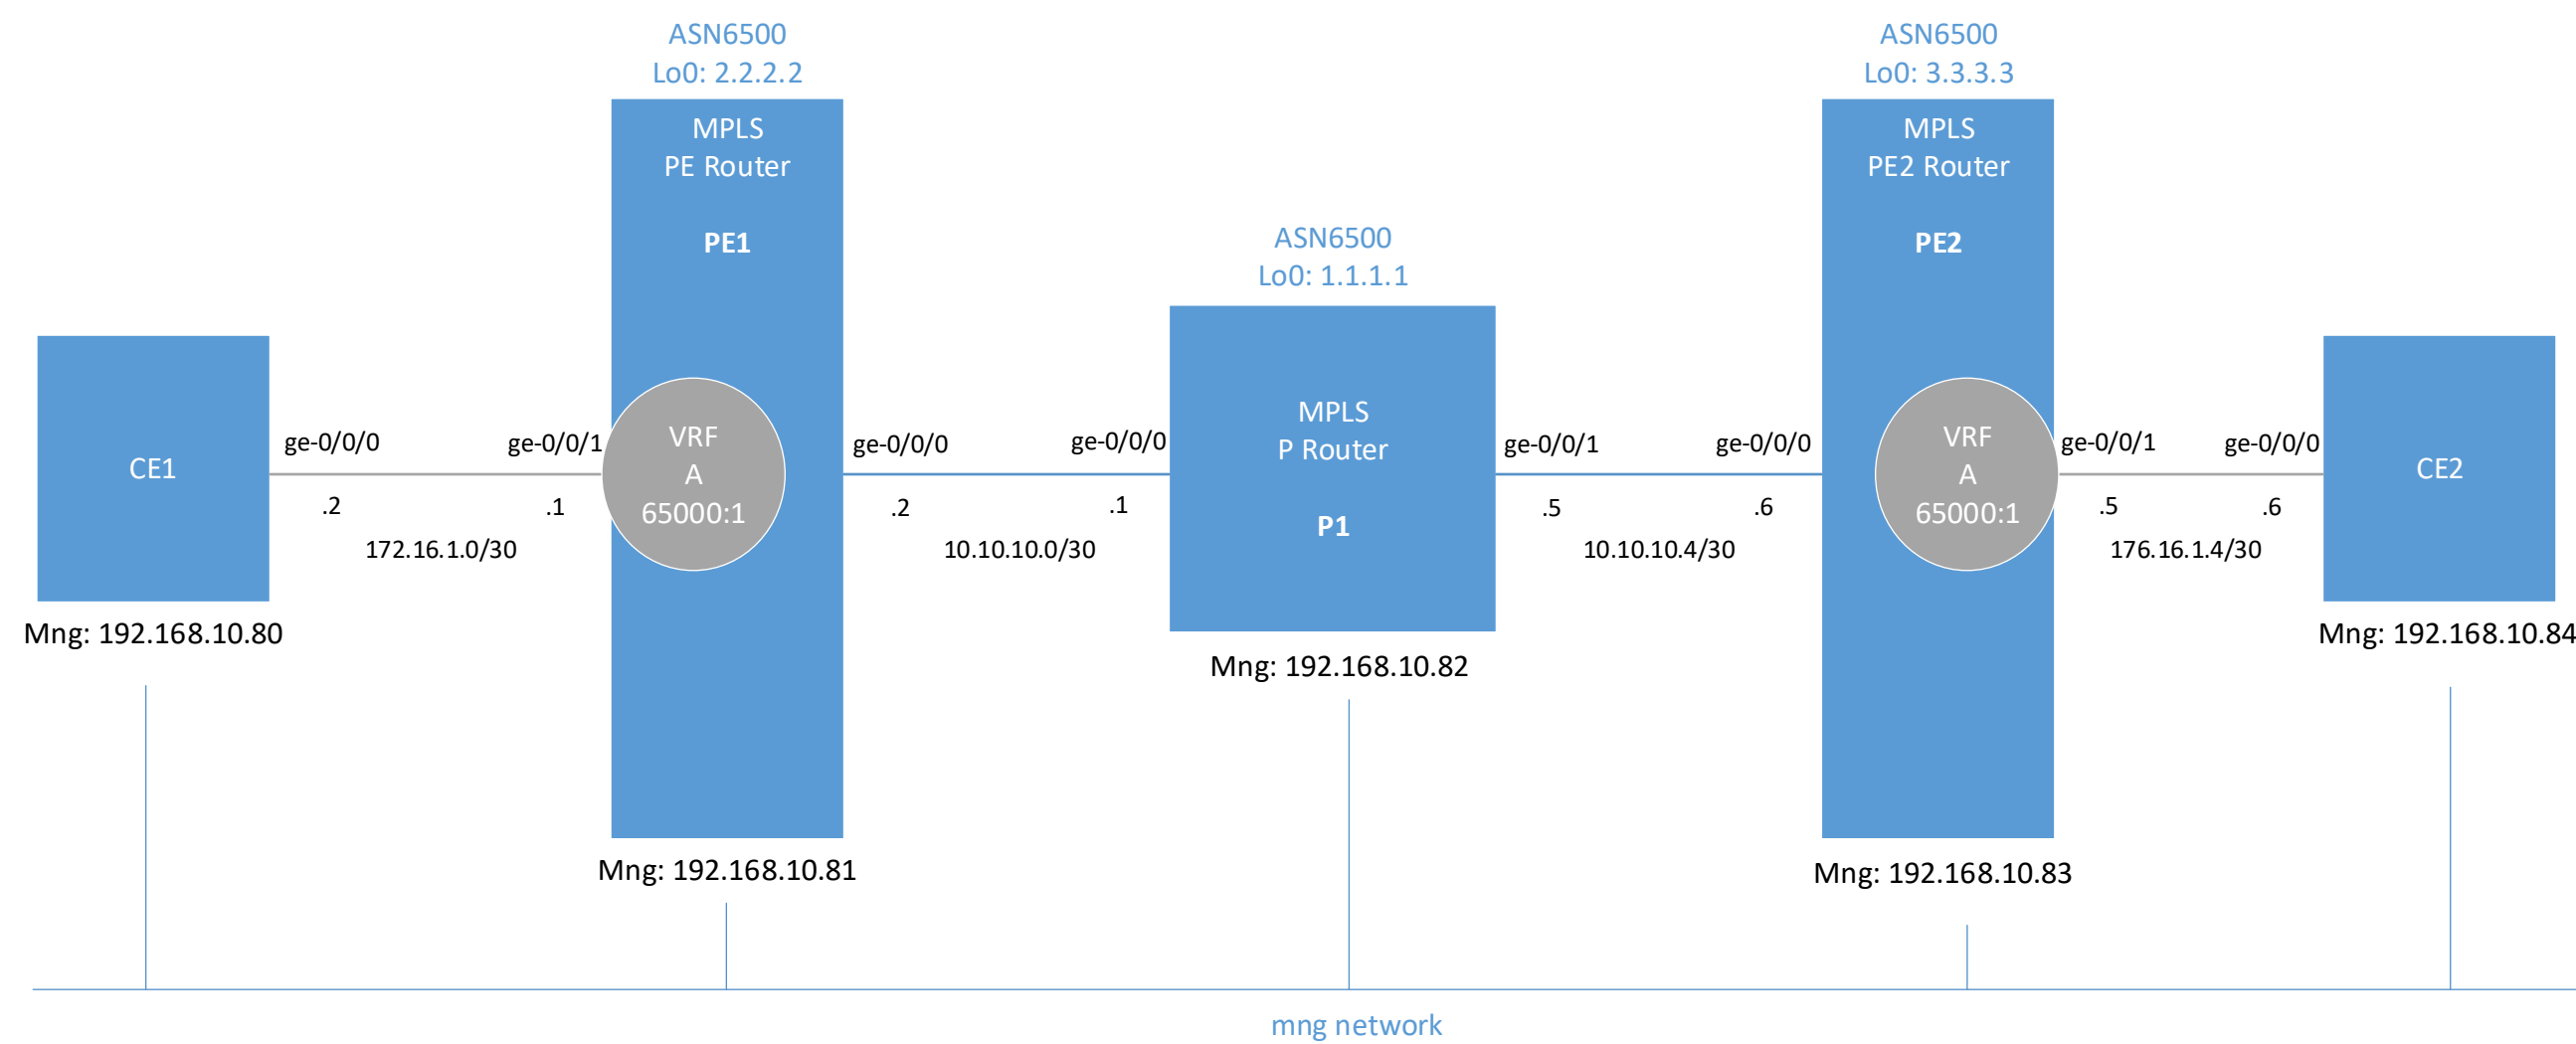 ASN6500
Lo0: 2.2.2.2
MPLS
PE Router
PE1
ASN6500
Lo0: 3.3.3.3
MPLS
PE2 Router
PE2
ASN6500
Lo0: 1.1.1.1
CE1
ge-0/0/0
.2
172.16.1.0/30
ge-0/0/1
.1
VRF
A
65000:1
ge-0/0/0
.2
10.10.10.0/30
ge-0/0/0
.1
MPLS
P Router
P1
ge-0/0/1
.5
10.10.10.4/30
ge-0/0/0
.6
VRF
A
65000:1
ge-0/0/1
.5
176.16.1.4/30
ge-0/0/0
.6
CE2
Mng: 192.168.10.80
Mng: 192.168.10.81
Mng: 192.168.10.82
Mng: 192.168.10.83
Mng: 192.168.10.84
mng network